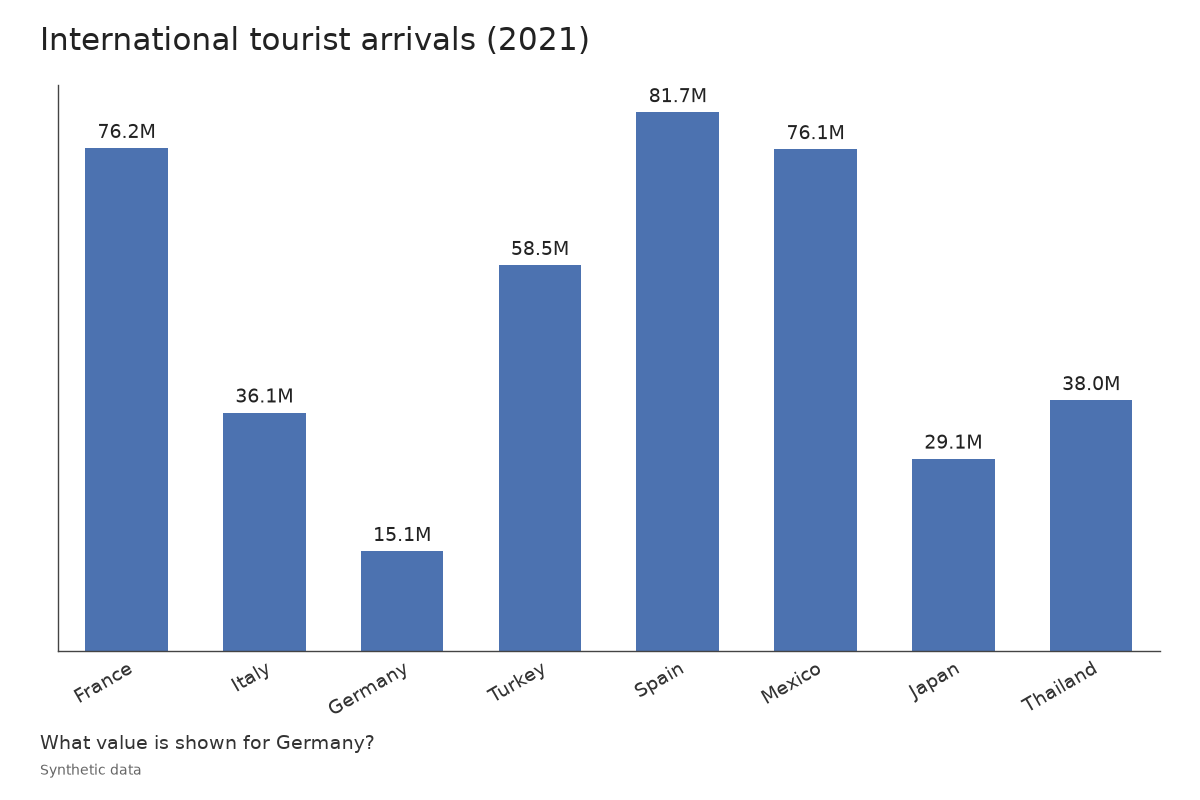 International tourist arrivals (2021)
81.7M
76.2M
76.1M
58.5M
38.0M
36.1M
29.1M
15.1M
France
Italy
Germany
Turkey
Spain
Mexico
Japan
Thailand
What value is shown for Germany?
Synthetic data